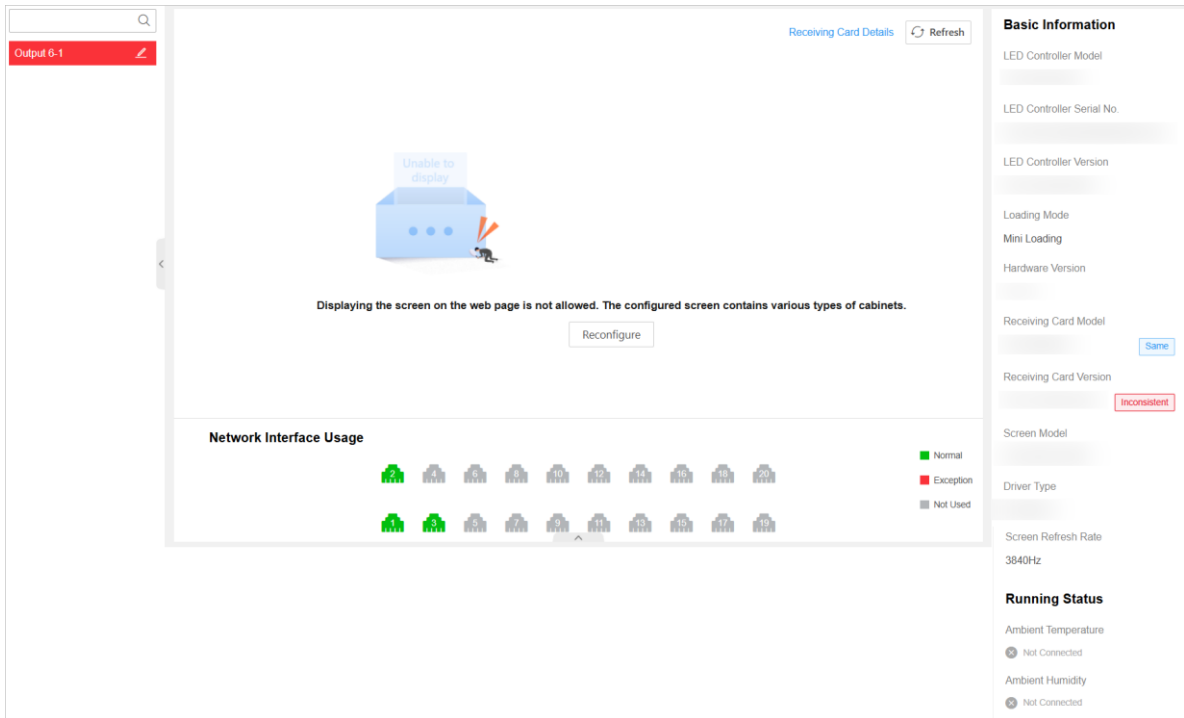 Output 6-1
Receiving Card Details
Refresh
Unable to
display
Displaying the screen on the web page is not allowed. The configured screen contains various types of cabinets.
Reconfigure
Network Interface Usage
2 4 6 8 10 12 14 16 18 20
1 3 5 7 9 11 13 15 17 19
Normal
Exception
Not Used
Basic Information
LED Controller Model
LED Controller Serial No.
LED Controller Version
Loading Mode
Mini Loading
Hardware Version
Receiving Card Model
Same
Receiving Card Version
Inconsistent
Screen Model
Driver Type
Screen Refresh Rate
3840Hz
Running Status
Ambient Temperature
Not Connected
Ambient Humidity
Not Connected